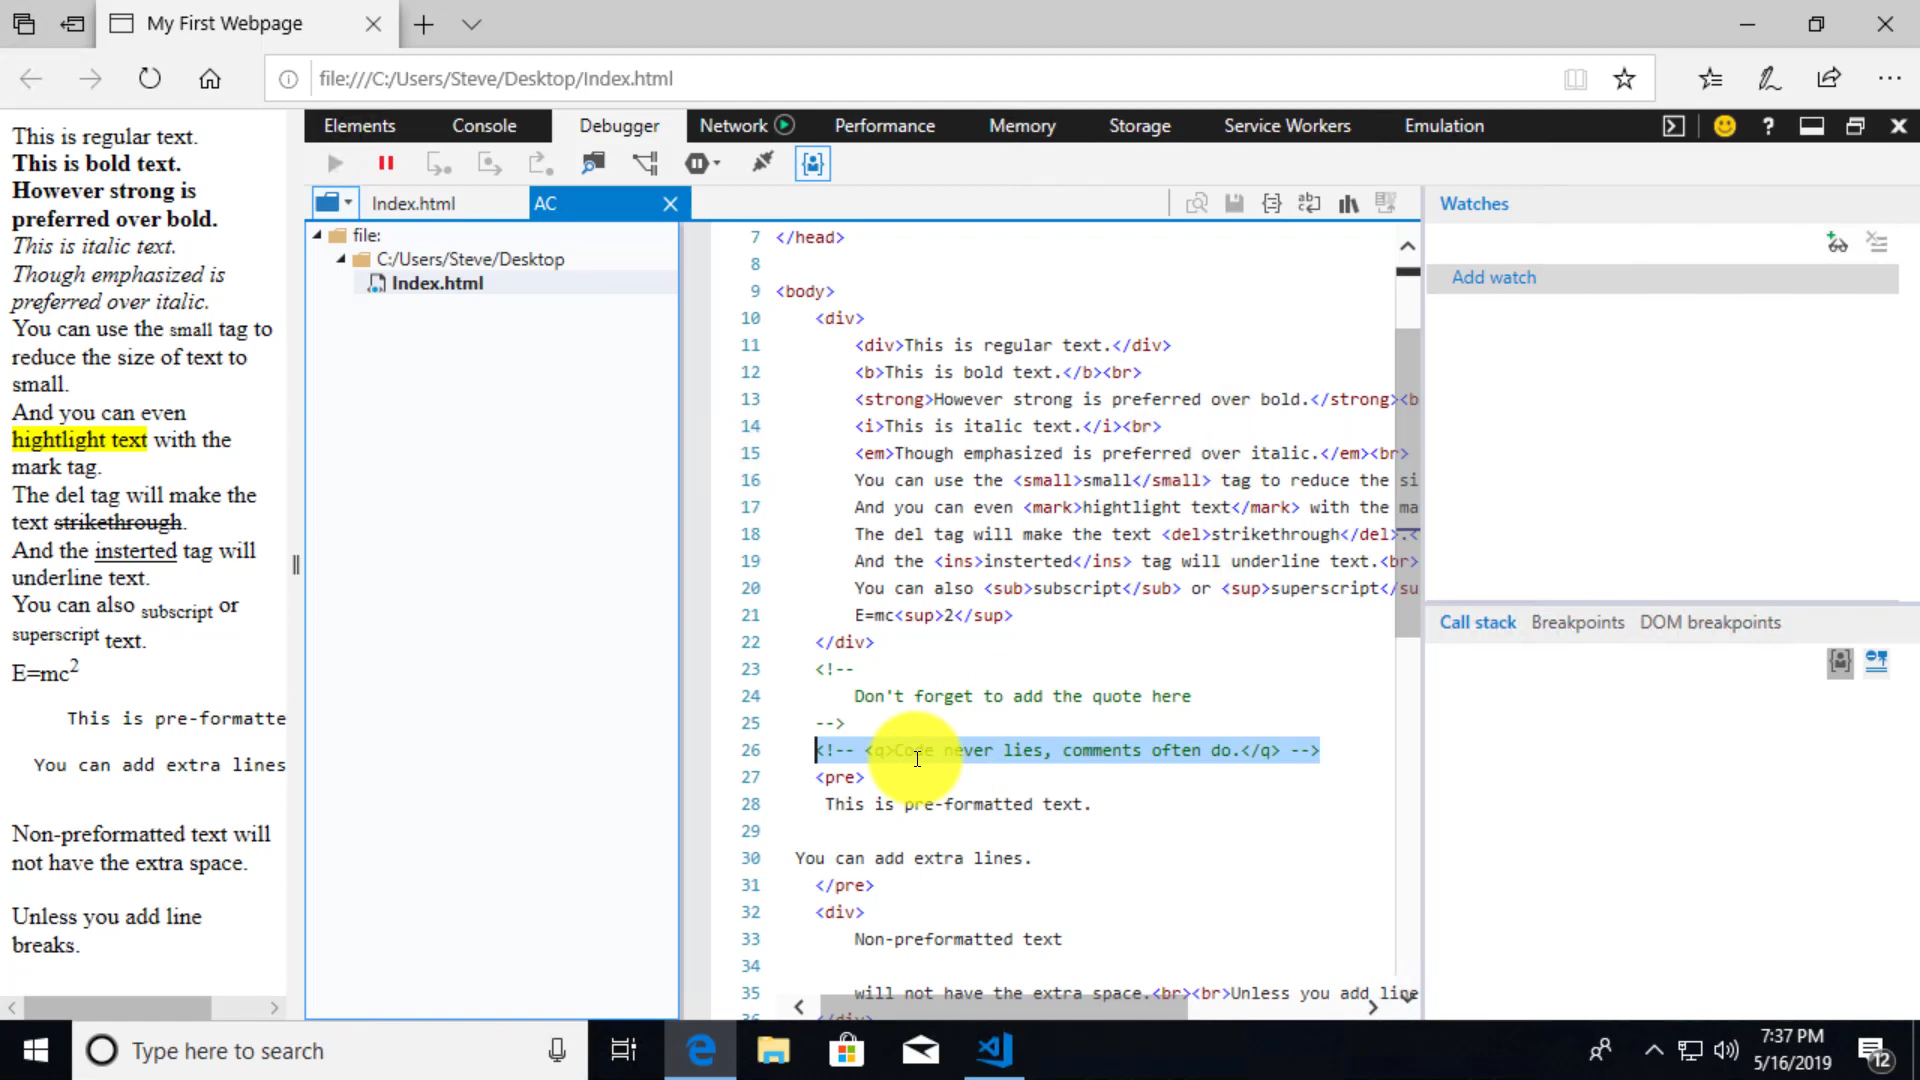 My First Webpage
file:///C:/Users/Steve/Desktop/Index.html
This is regular text.
This is bold text.
However strong is
preferred over bold.
This is italic text.
Though emphasized is
preferred over italic.
You can use the small tag to
reduce the size of text to
small.
And you can even
hightlight text with the
mark tag.
The del tag will make the
text strikethrough.
And the insterted tag will
underline text.
You can also subscript or
superscript text.
E=mc2
This is pre-formatte
You can add extra lines
Non-preformatted text will
not have the extra space.
Unless you add line
breaks.
Elements Console Debugger Network Performance Memory Storage Service Workers Emulation
Index.html AC
file:
C:/Users/Steve/Desktop
Index.html
7 </head>
8
9 <body>
10 <div>
11 <div>This is regular text.</div>
12 <b>This is bold text.</b><br>
13 <strong>However strong is preferred over bold.</strong><b
14 <i>This is italic text.</i><br>
15 <em>Though emphasized is preferred over italic.</em><br>
16 You can use the <small>small</small> tag to reduce the si
17 And you can even <mark>hightlight text</mark> with the ma
18 The del tag will make the text <del>strikethrough</del>.<
19 And the <ins>insterted</ins> tag will underline text.<br>
20 You can also <sub>subscript</sub> or <sup>superscript</su
21 E=mc<sup>2</sup>
22 </div>
23 <!--
24 Don't forget to add the quote here
25 -->
26 <!-- <q>Code never lies, comments often do.</q> -->
27 <pre>
28 This is pre-formatted text.
29
30 You can add extra lines.
31 </pre>
32 <div>
33 Non-preformatted text
34
35 will not have the extra space.<br><br>Unless you add line
36 </div>
Watches
Add watch
Call stack Breakpoints DOM breakpoints
Type here to search
7:37 PM
5/16/2019
12